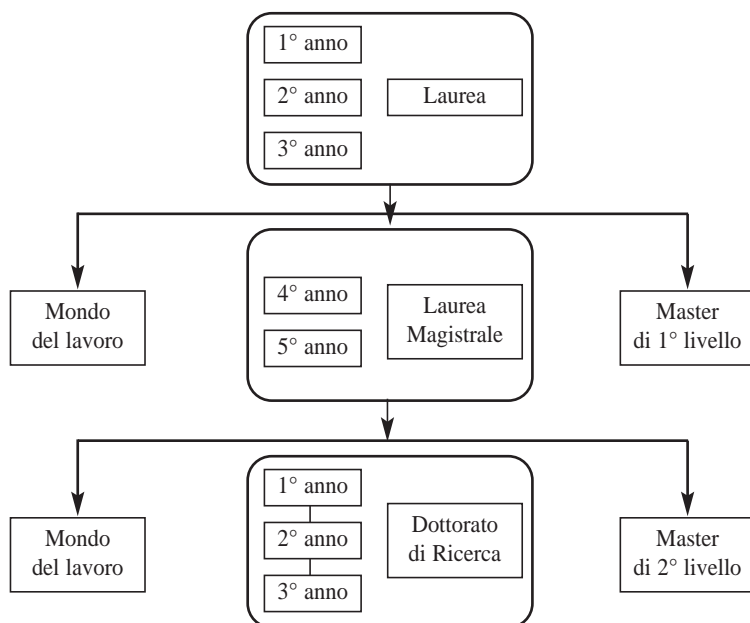 1° anno
2° anno
Laurea
3° anno
Mondo
del lavoro
4° anno
5° anno
Laurea
Magistrale
Master
di 1° livello
Mondo
del lavoro
1° anno
2° anno
3° anno
Dottorato
di Ricerca
Master
di 2° livello